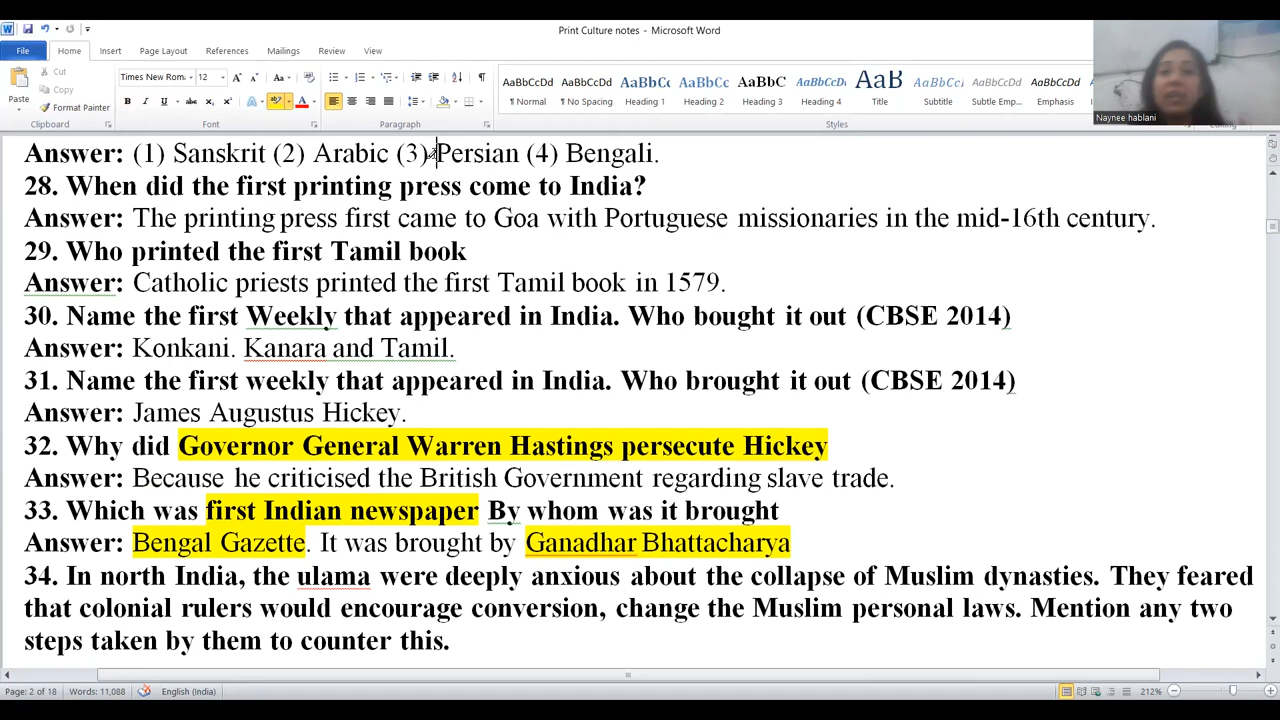 Print Culture notes - Microsoft Word
File Home Insert Page Layout References Mailings Review View
Cut
Copy
Format Painter
Paste
Clipboard
Times New Rom
12
Font
Paragraph
AaBbCcDd AaBbCcDd AaBbCc AaBbCc AaBbC AaBbCcI AaB AaBbCcI AaBbCcDd AaBbCcDd
¶ Normal ¶ No Spacing Heading 1 Heading 2 Heading 3 Heading 4 Title Subtitle Subtle Emp... Emphasis
Styles
Naynee hablani
Answer: (1) Sanskrit (2) Arabic (3) Persian (4) Bengali.
28. When did the first printing press come to India?
Answer: The printing press first came to Goa with Portuguese missionaries in the mid-16th century.
29. Who printed the first Tamil book
Answer: Catholic priests printed the first Tamil book in 1579.
30. Name the first Weekly that appeared in India. Who bought it out (CBSE 2014)
Answer: Konkani. Kanara and Tamil.
31. Name the first weekly that appeared in India. Who brought it out (CBSE 2014)
Answer: James Augustus Hickey.
32. Why did Governor General Warren Hastings persecute Hickey
Answer: Because he criticised the British Government regarding slave trade.
33. Which was first Indian newspaper By whom was it brought
Answer: Bengal Gazette. It was brought by Ganadhar Bhattacharya
34. In north India, the ulama were deeply anxious about the collapse of Muslim dynasties. They feared
that colonial rulers would encourage conversion, change the Muslim personal laws. Mention any two
steps taken by them to counter this.
Page: 2 of 18 Words: 11,088 English (India) 212%